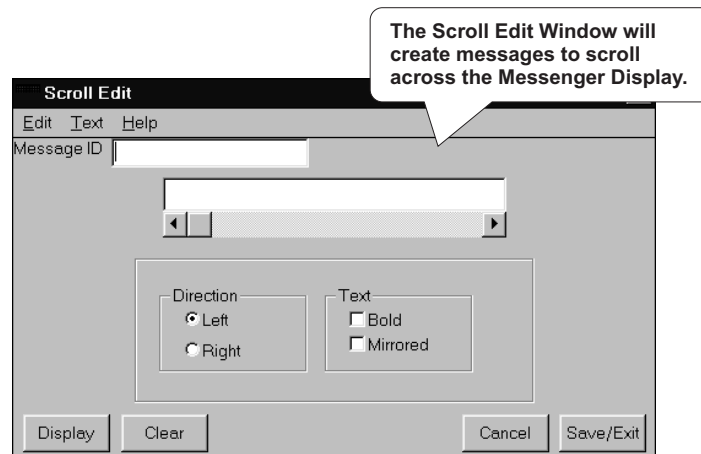 The Scroll Edit Window will
create messages to scroll
across the Messenger Display.
Scroll Edit
Edit Text Help
Message ID
Direction
Left
Right
Text
Bold
Mirrored
Display Clear Cancel Save/Exit